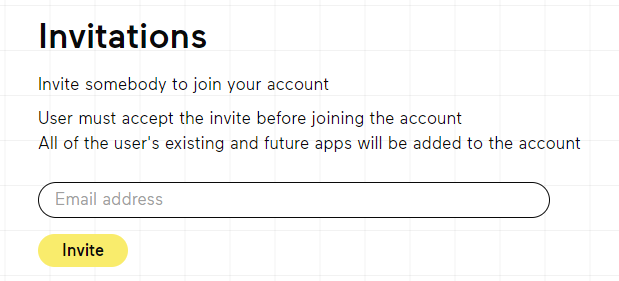 Invitations
Invite somebody to join your account
User must accept the invite before joining the account
All of the user's existing and future apps will be added to the account
Email address
Invite